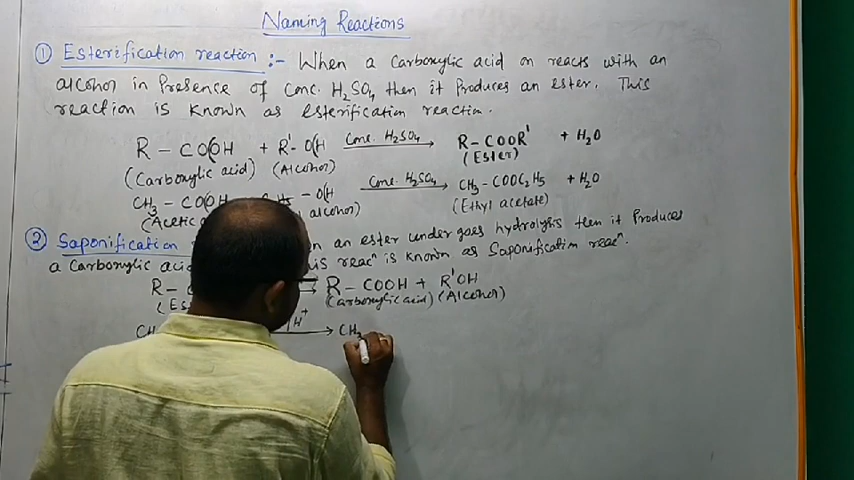 Naming Reactions
① Esterification reaction :- When a Carboxylic acid on reacts with an
alcohol in Presence of Conc. H₂SO₄ then it Produces an ester. This
reaction is known as esterification reaction.
R - COOH + R'- OH Conc. H₂SO₄ → R-COOR' + H₂O
(Carboxylic acid) (Alcohol) (Ester)
CH₃ - COOH - OH Conc. H₂SO₄ → CH₃-COOC₂H₅ + H₂O
alcohol) (Ethyl acetate)
② Saponification an ester undergoes hydrolysis then it Produces
a Carboxylic reacⁿ is known as Saponification reacⁿ.
R - → R - COOH + R'OH
(Carboxylic acid) (Alcohol)
H⁺ → CH₃